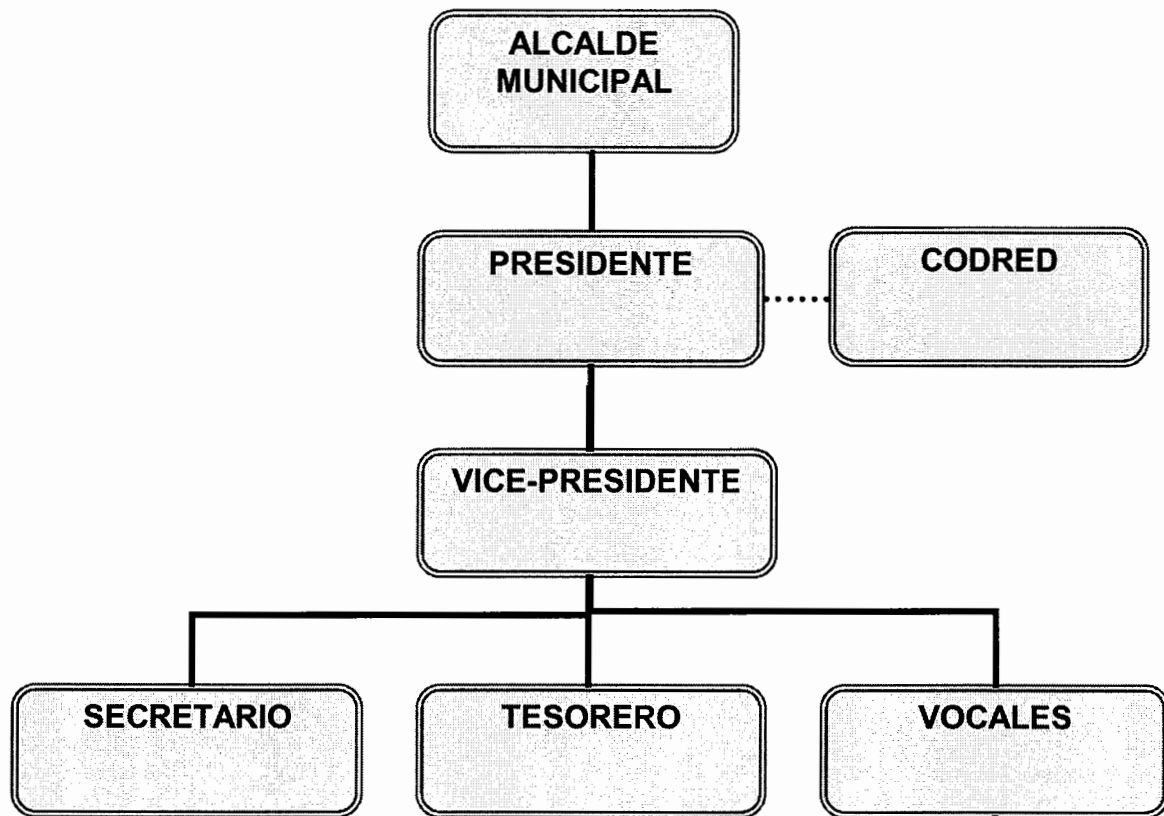 ALCALDE
MUNICIPAL
PRESIDENTE
CODRED
VICE-PRESIDENTE
SECRETARIO
TESORERO
VOCALES